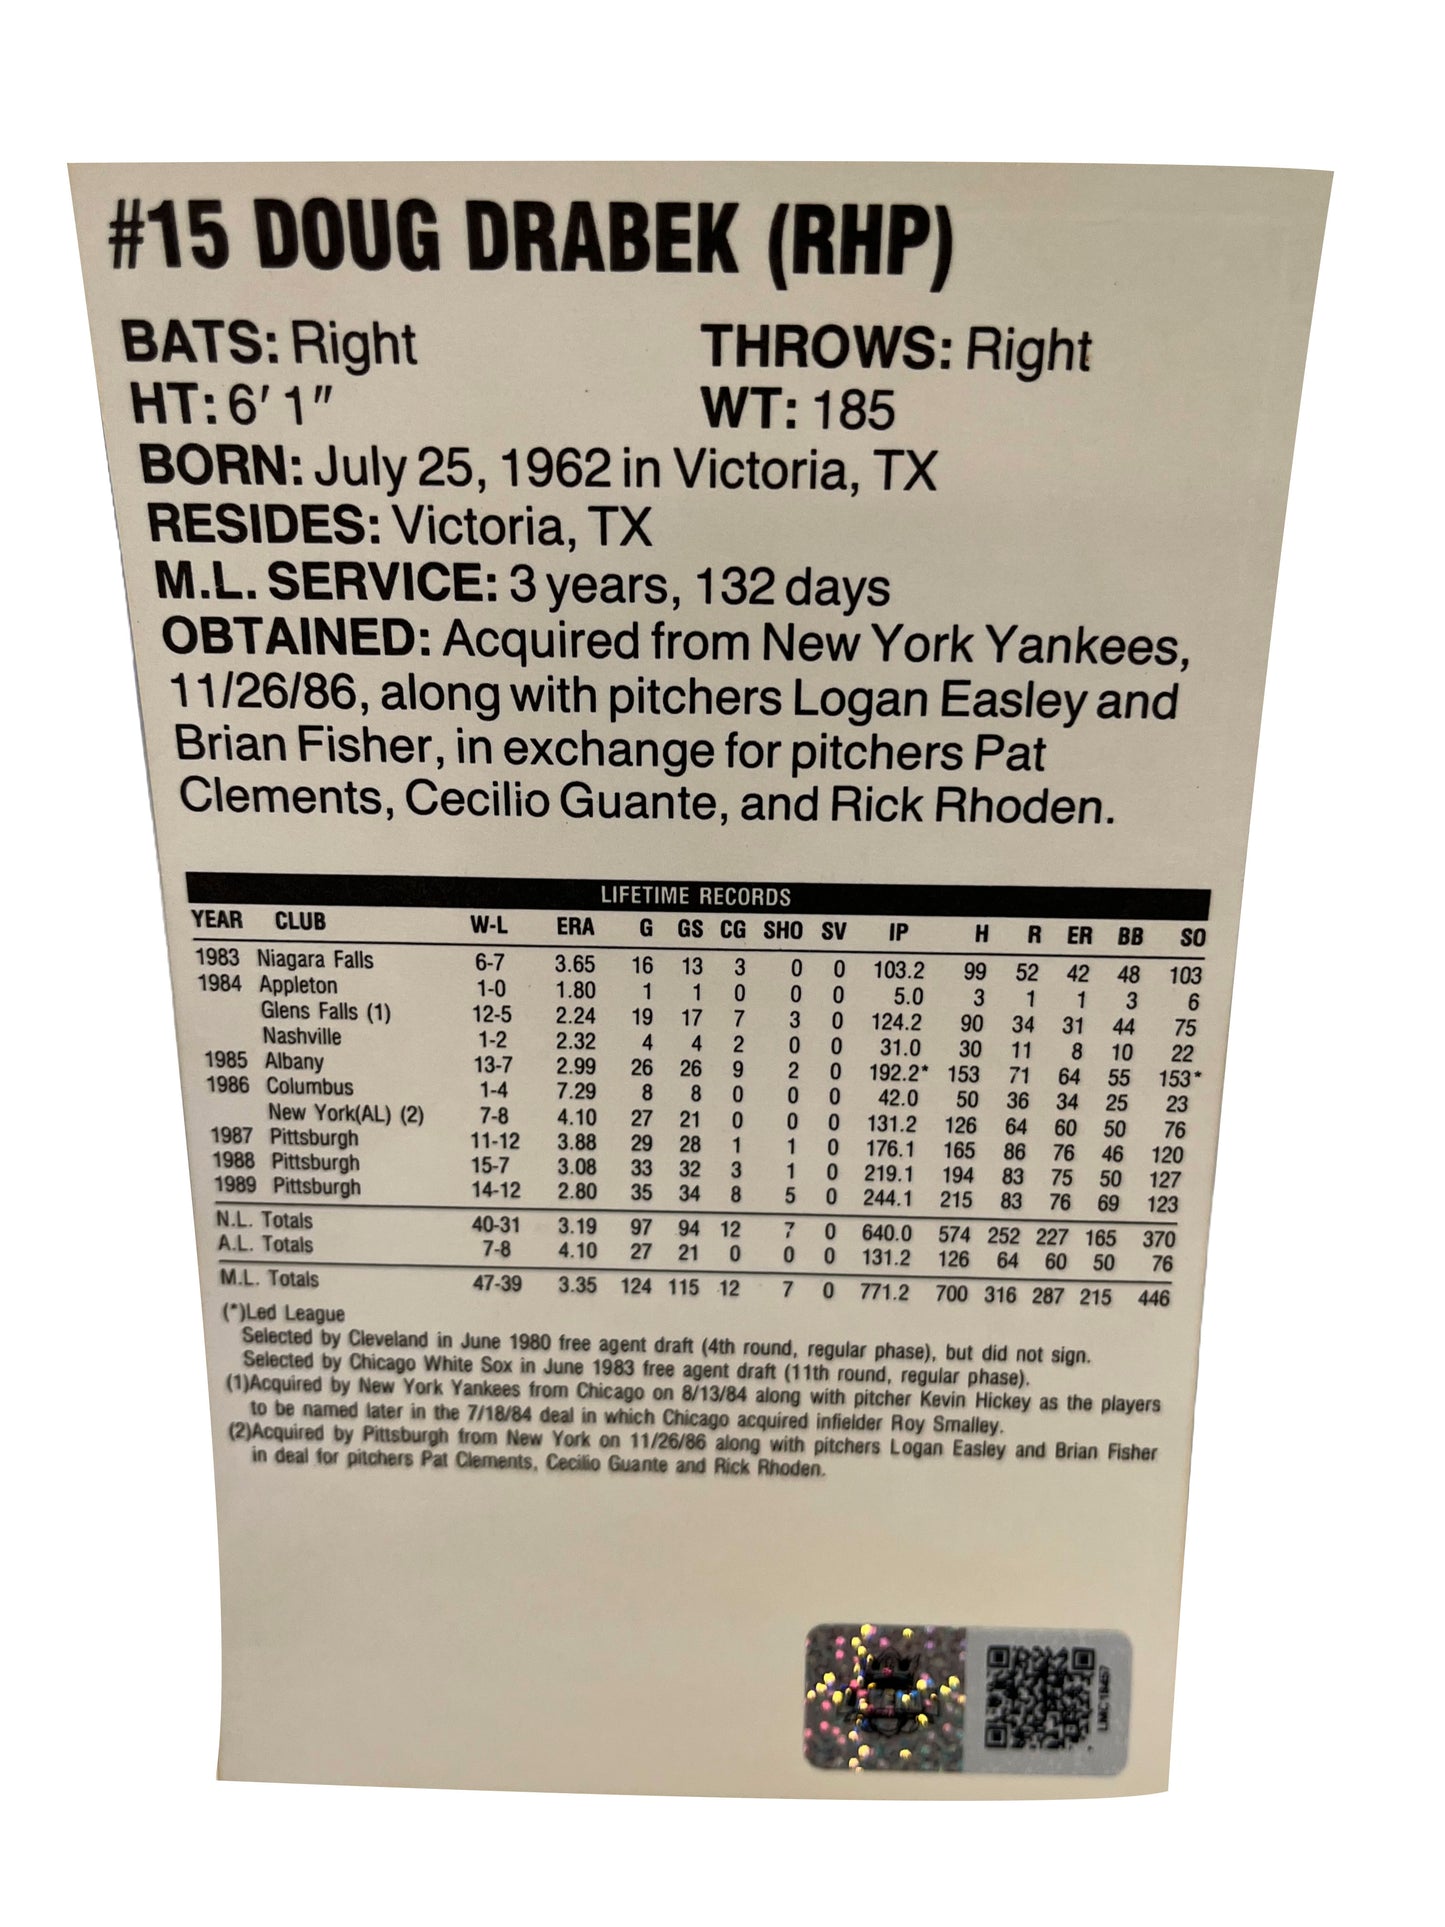 #15 DOUG DRABEK (RHP)
BATS: Right THROWS: Right
HT: 6' 1" WT: 185
BORN: July 25, 1962 in Victoria, TX
RESIDES: Victoria, TX
M.L. SERVICE: 3 years, 132 days
OBTAINED: Acquired from New York Yankees,
11/26/86, along with pitchers Logan Easley and
Brian Fisher, in exchange for pitchers Pat
Clements, Cecilio Guante, and Rick Rhoden.
LIFETIME RECORDS
YEAR CLUB W-L ERA G GS CG SHO SV IP H R ER BB SO
1983 Niagara Falls 6-7 3.65 16 13 3 0 0 103.2 99 52 42 48 103
1984 Appleton 1-0 1.80 1 1 0 0 0 5.0 3 1 1 3 6
Glens Falls (1) 12-5 2.24 19 17 7 3 0 124.2 90 34 31 44 75
Nashville 1-2 2.32 4 4 2 0 0 31.0 30 11 8 10 22
1985 Albany 13-7 2.99 26 26 9 2 0 192.2* 153 71 64 55 153*
1986 Columbus 1-4 7.29 8 8 0 0 0 42.0 50 36 34 25 23
New York(AL) (2) 7-8 4.10 27 21 0 0 0 131.2 126 64 60 50 76
1987 Pittsburgh 11-12 3.88 29 28 1 1 0 176.1 165 86 76 46 120
1988 Pittsburgh 15-7 3.08 33 32 3 1 0 219.1 194 83 75 50 127
1989 Pittsburgh 14-12 2.80 35 34 8 5 0 244.1 215 83 76 69 123
N.L. Totals 40-31 3.19 97 94 12 7 0 640.0 574 252 227 165 370
A.L. Totals 7-8 4.10 27 21 0 0 0 131.2 126 64 60 50 76
M.L. Totals 47-39 3.35 124 115 12 7 0 771.2 700 316 287 215 446
(*)Led League
Selected by Cleveland in June 1980 free agent draft (4th round, regular phase), but did not sign.
Selected by Chicago White Sox in June 1983 free agent draft (11th round, regular phase).
(1)Acquired by New York Yankees from Chicago on 8/13/84 along with pitcher Kevin Hickey as the players
to be named later in the 7/18/84 deal in which Chicago acquired infielder Roy Smalley.
(2)Acquired by Pittsburgh from New York on 11/26/86 along with pitchers Logan Easley and Brian Fisher
in deal for pitchers Pat Clements, Cecilio Guante and Rick Rhoden.